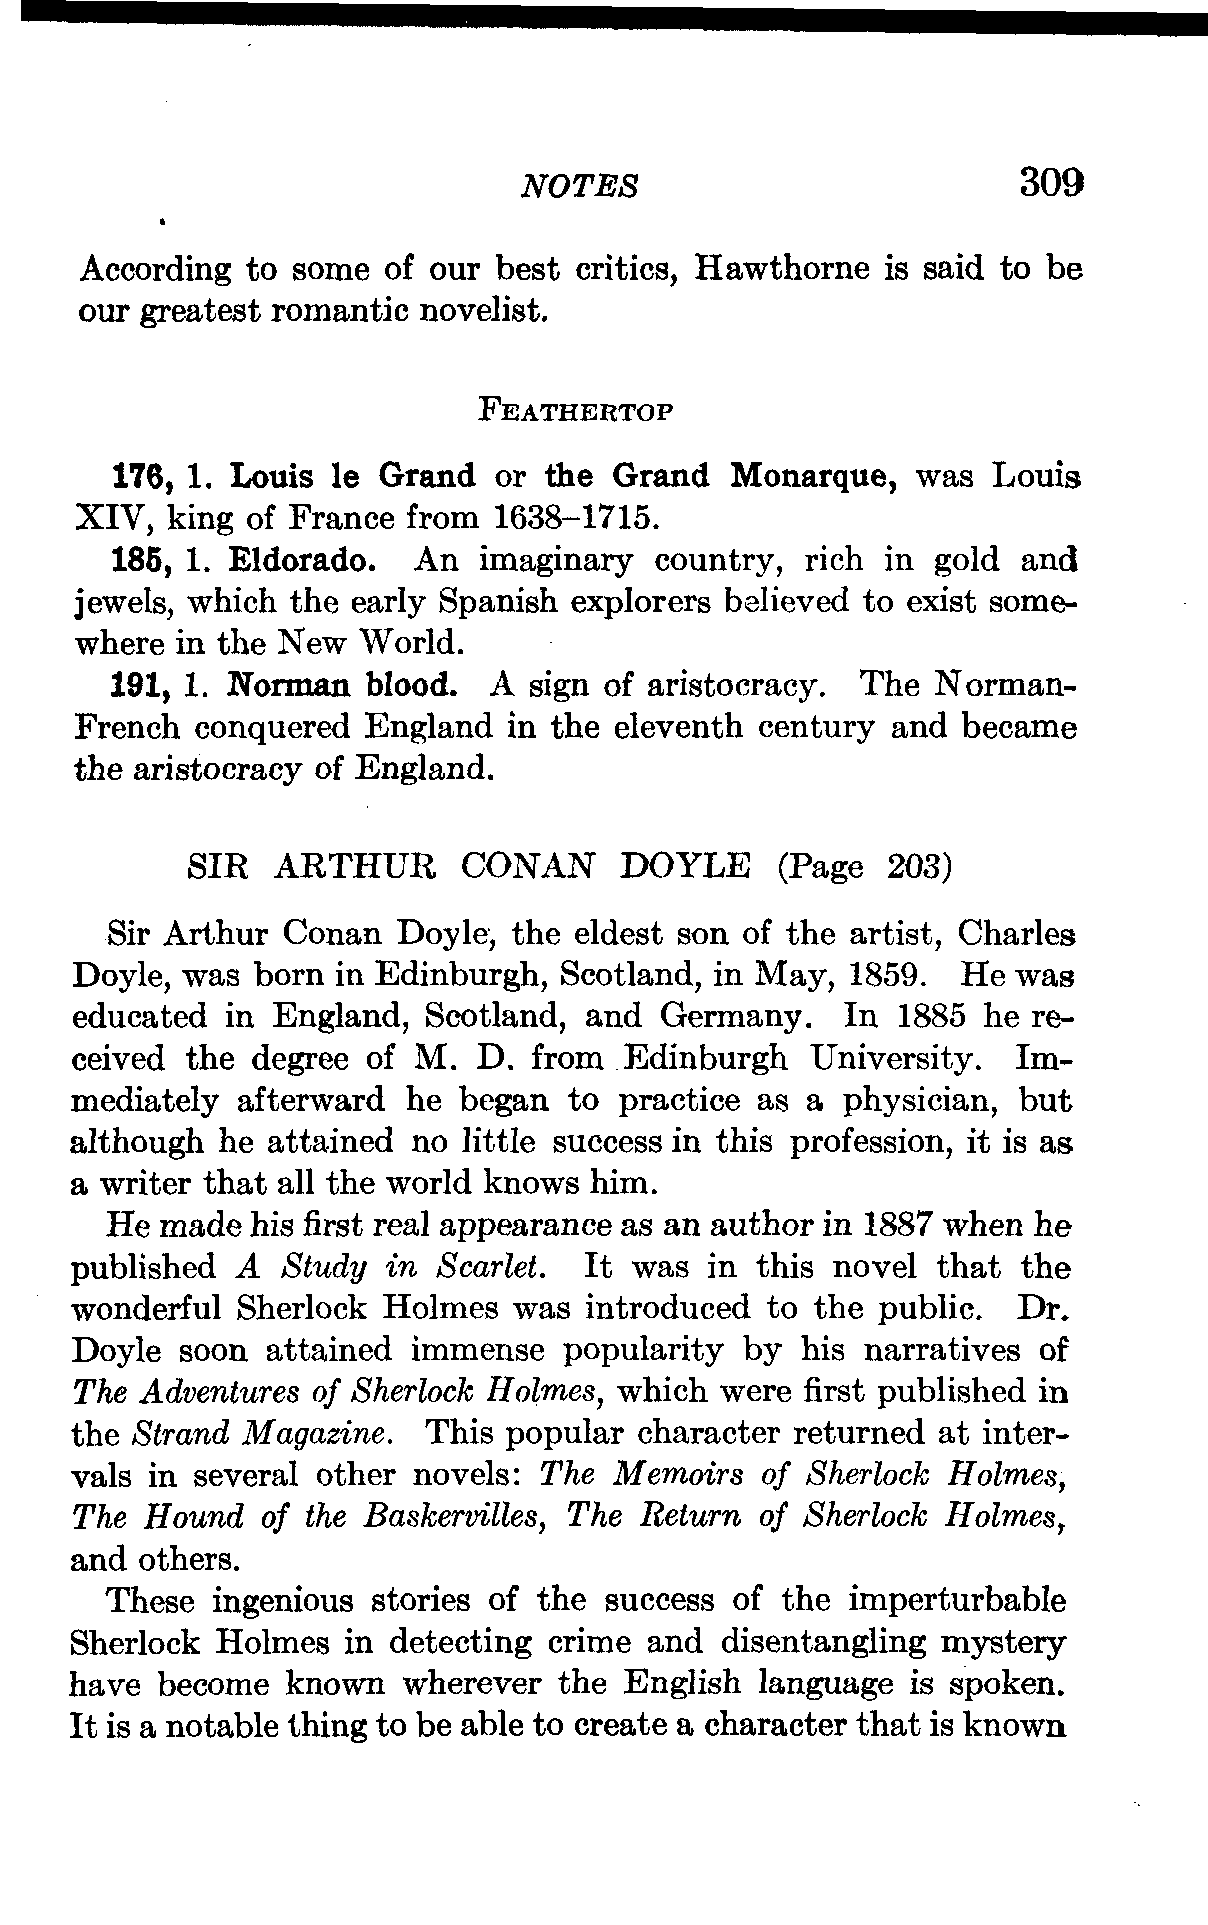 NOTES 309
According to some of our best critics, Hawthorne is said to be
our greatest romantic novelist.
FEATHERTOP
176, 1. Louis le Grand or the Grand Monarque, was Louis
XIV, king of France from 1638–1715.
185, 1. Eldorado. An imaginary country, rich in gold and
jewels, which the early Spanish explorers believed to exist some-
where in the New World.
191, 1. Norman blood. A sign of aristocracy. The Norman-
French conquered England in the eleventh century and became
the aristocracy of England.
SIR ARTHUR CONAN DOYLE (Page 203)
Sir Arthur Conan Doyle, the eldest son of the artist, Charles
Doyle, was born in Edinburgh, Scotland, in May, 1859. He was
educated in England, Scotland, and Germany. In 1885 he re-
ceived the degree of M. D. from Edinburgh University. Im-
mediately afterward he began to practice as a physician, but
although he attained no little success in this profession, it is as
a writer that all the world knows him.
He made his first real appearance as an author in 1887 when he
published A Study in Scarlet. It was in this novel that the
wonderful Sherlock Holmes was introduced to the public. Dr.
Doyle soon attained immense popularity by his narratives of
The Adventures of Sherlock Holmes, which were first published in
the Strand Magazine. This popular character returned at inter-
vals in several other novels: The Memoirs of Sherlock Holmes,
The Hound of the Baskervilles, The Return of Sherlock Holmes,
and others.
These ingenious stories of the success of the imperturbable
Sherlock Holmes in detecting crime and disentangling mystery
have become known wherever the English language is spoken.
It is a notable thing to be able to create a character that is known